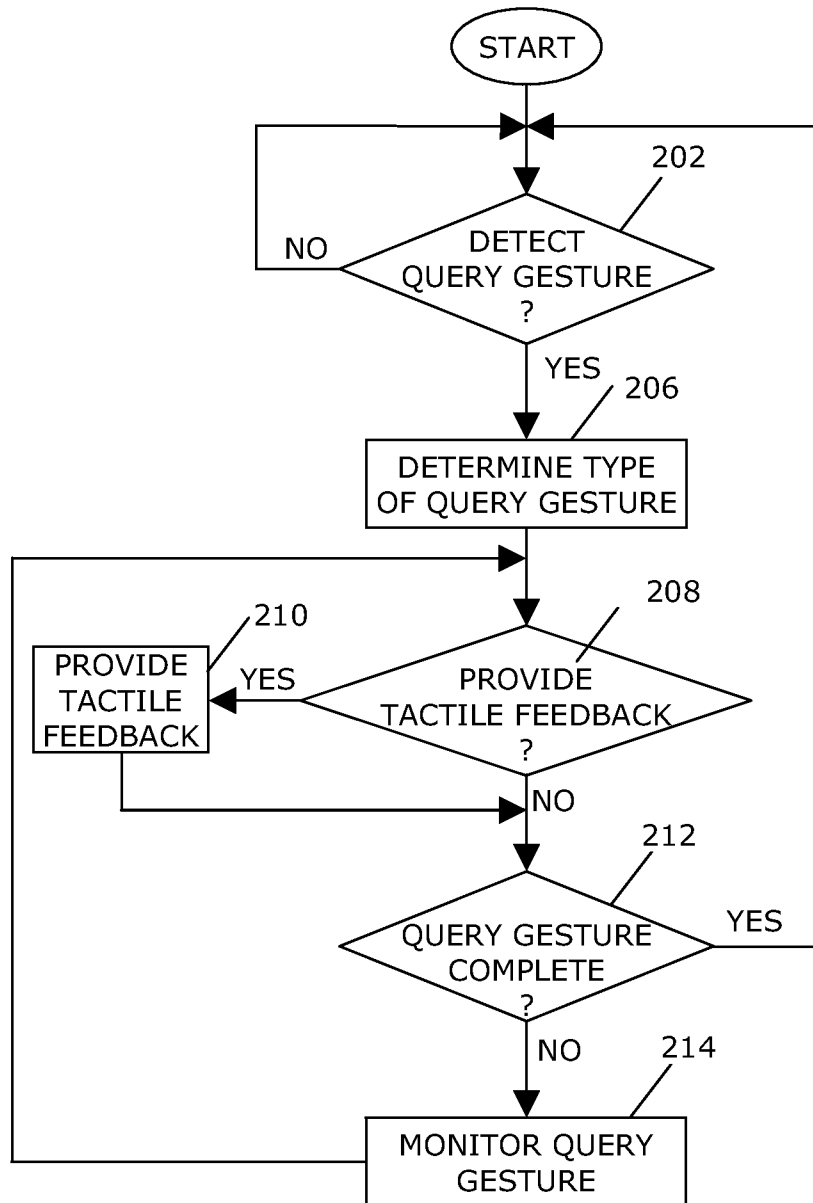 START
202
DETECT
QUERY GESTURE
?
NO
YES
206
DETERMINE TYPE
OF QUERY GESTURE
208
210
PROVIDE
TACTILE
FEEDBACK
YES
PROVIDE
TACTILE FEEDBACK
?
NO
212
QUERY GESTURE
COMPLETE
?
YES
NO
214
MONITOR QUERY
GESTURE